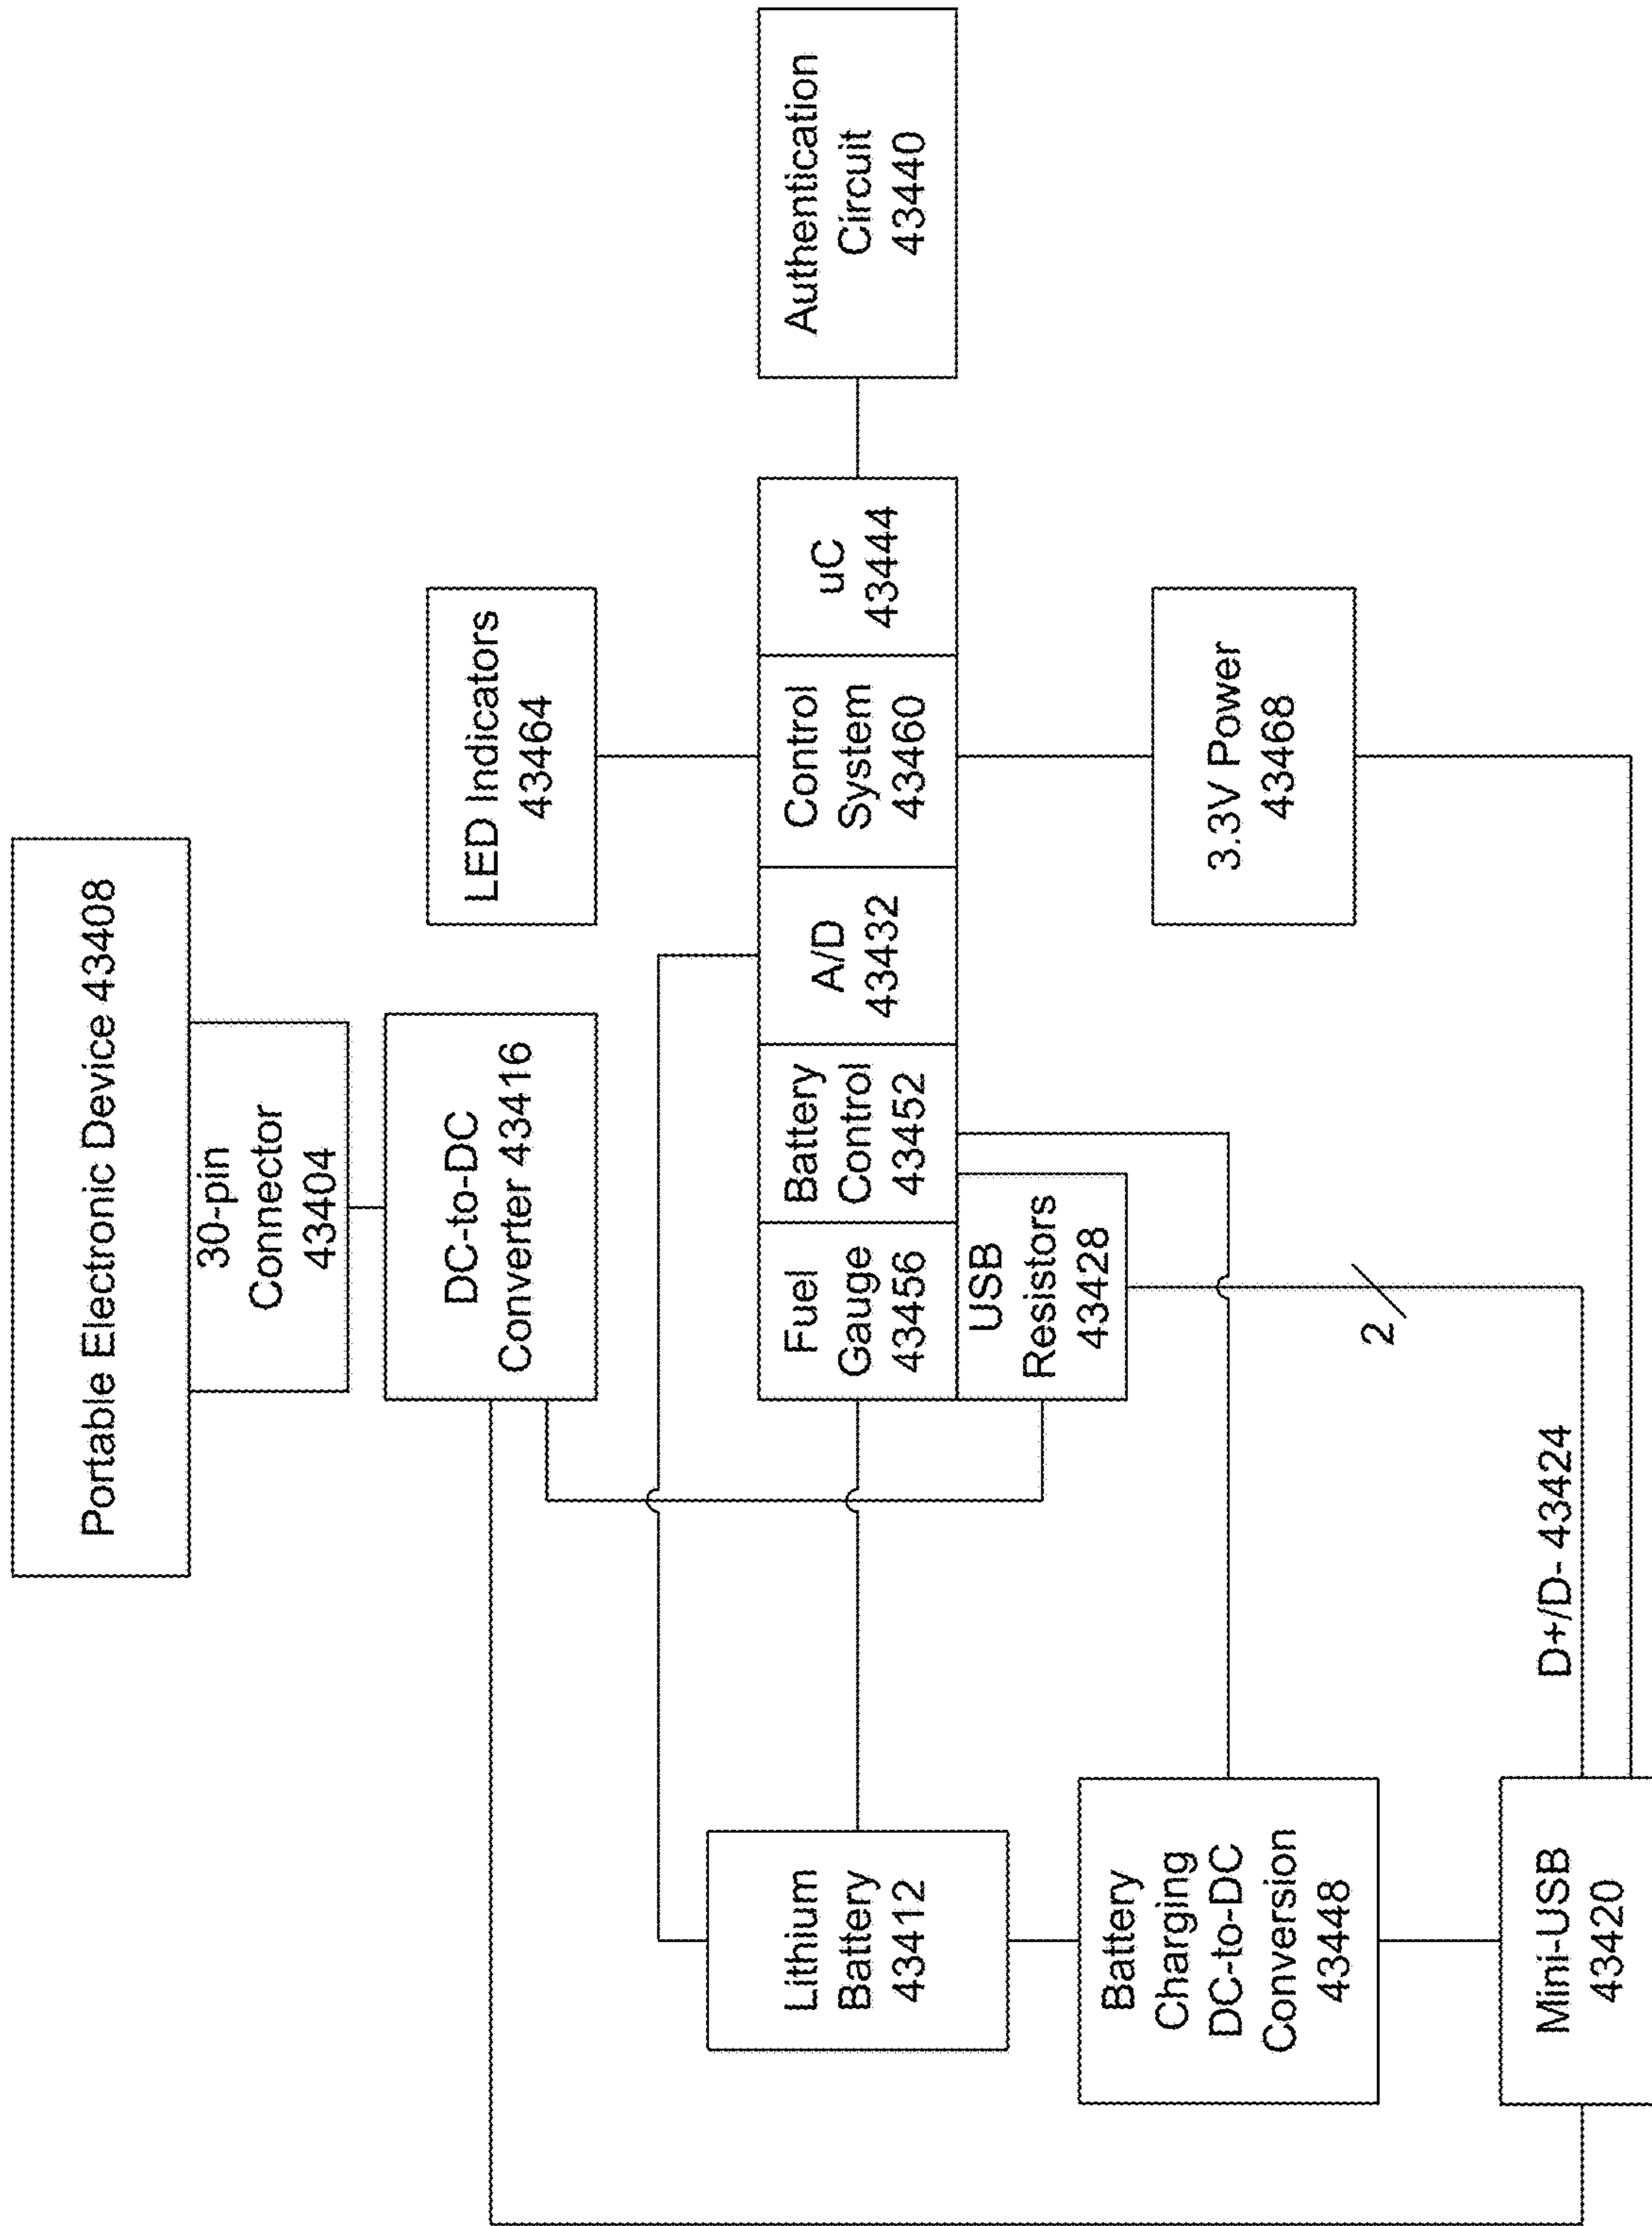 Portable Electronic Device 43408
30-pin
Connector
43404
DC-to-DC
Converter 43416
LED Indicators
43464
Lithium
Battery
43412
Fuel
Gauge
43456
Battery
Control
43452
A/D
43432
Control
System
43460
uC
43444
Authentication
Circuit
43440
USB
Resistors
43428
Battery
Charging
DC-to-DC
Conversion
43448
3.3V Power
43468
2
D+/D- 43424
Mini-USB
43420